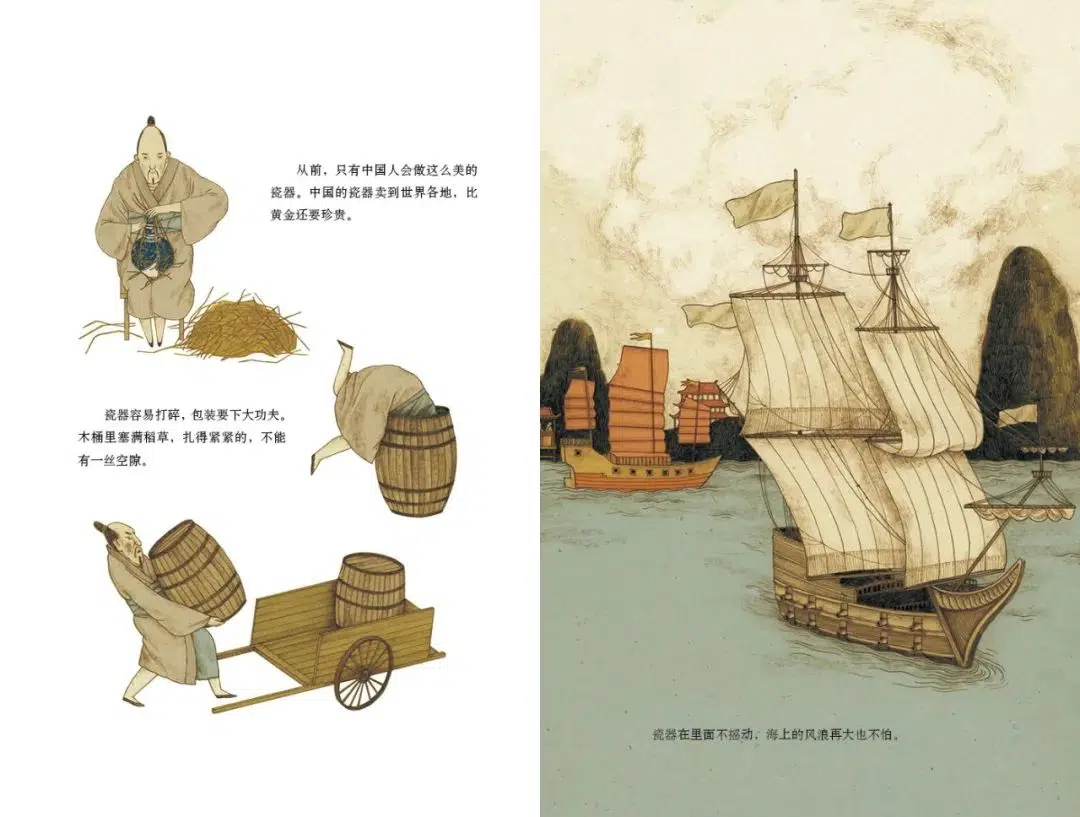 从前，只有中国人会做这么美的
瓷器。中国的瓷器卖到世界各地，比
黄金还要珍贵。
瓷器容易打碎，包装要下大功夫。
木桶里塞满稻草，扎得紧紧的，不能
有一丝空隙。
瓷器在里面不摇动，海上的风浪再大也不怕。